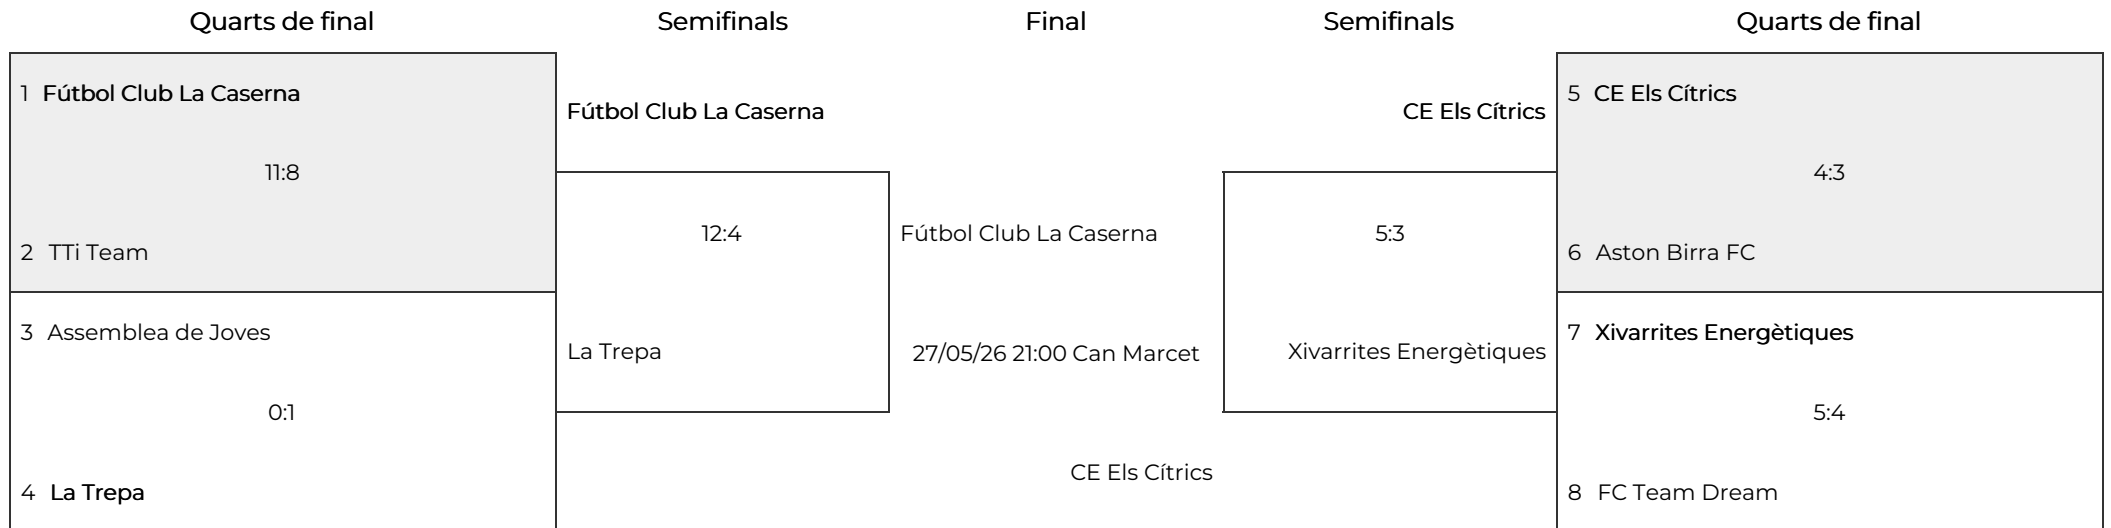 Quarts de final
Semifinals
Final
Semifinals
Quarts de final
1 Fútbol Club La Caserna
11:8
2 TTi Team
3 Assemblea de Joves
0:1
4 La Trepa
Fútbol Club La Caserna
12:4
La Trepa
Fútbol Club La Caserna
27/05/26 21:00 Can Marcet
CE Els Cítrics
CE Els Cítrics
5:3
Xivarrites Energètiques
5 CE Els Cítrics
4:3
6 Aston Birra FC
7 Xivarrites Energètiques
5:4
8 FC Team Dream